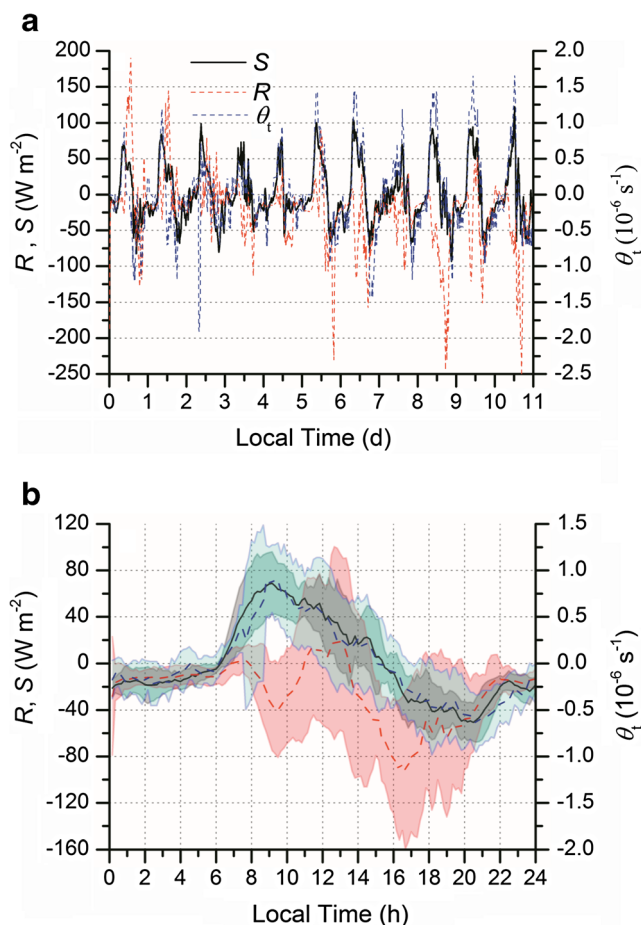 a
S
R
θt
200
150
100
50
0
-50
-100
-150
-200
-250
R , S (W m-2)
2.0
1.5
1.0
0.5
0.0
-0.5
-1.0
-1.5
-2.0
-2.5
θt (10-6 s-1)
0 1 2 3 4 5 6 7 8 9 10 11
Local Time (d)
b
120
80
40
0
-40
-80
-120
-160
R , S (W m-2)
1.5
1.0
0.5
0.0
-0.5
-1.0
-1.5
-2.0
θt (10-6 s-1)
0 2 4 6 8 10 12 14 16 18 20 22 24
Local Time (h)